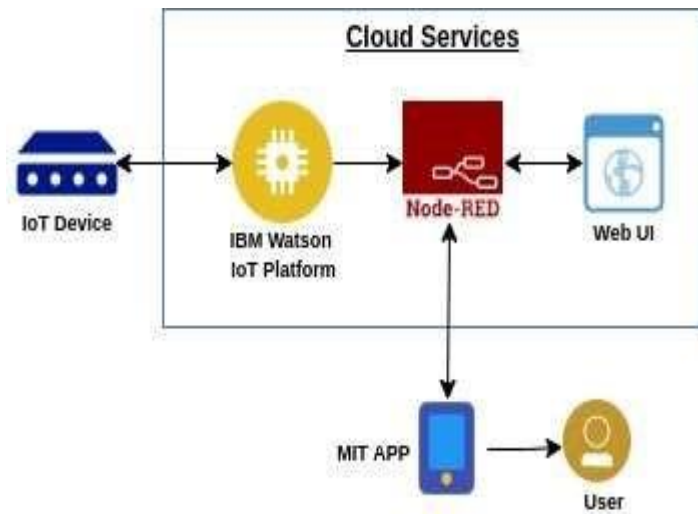 Cloud Services
IoT Device
IBM Watson
IoT Platform
Node-RED
Web UI
MIT APP
User